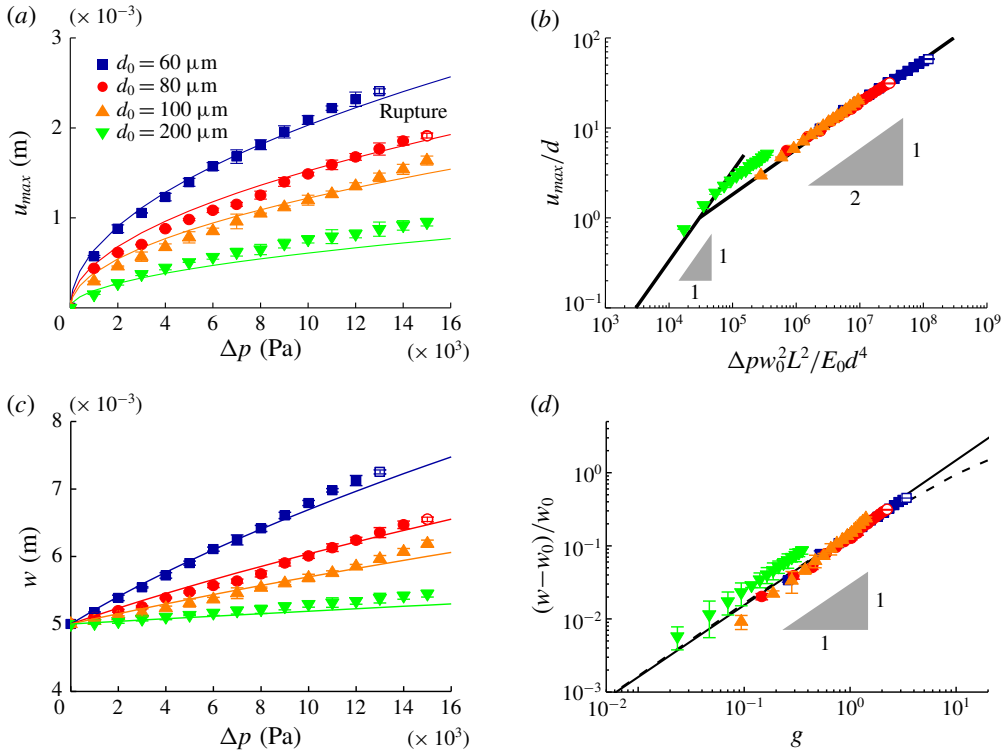 (a)
(× 10⁻³)
3
2
1
0
u_max (m)
d₀ = 60 μm
d₀ = 80 μm
d₀ = 100 μm
d₀ = 200 μm
Rupture
2 4 6 8 10 12 14 16
Δp (Pa)
(× 10³)
(b)
10²
10¹
10⁰
10⁻¹
u_max/d
1
2
1
1
10³ 10⁴ 10⁵ 10⁶ 10⁷ 10⁸ 10⁹
Δpw₀²L²/E₀d⁴
(c)
(× 10⁻³)
8
7
6
5
4
w (m)
0 2 4 6 8 10 12 14 16
Δp (Pa)
(× 10³)
(d)
10⁰
10⁻¹
10⁻²
10⁻³
(w−w₀)/w₀
1
1
10⁻² 10⁻¹ 10⁰ 10¹
g